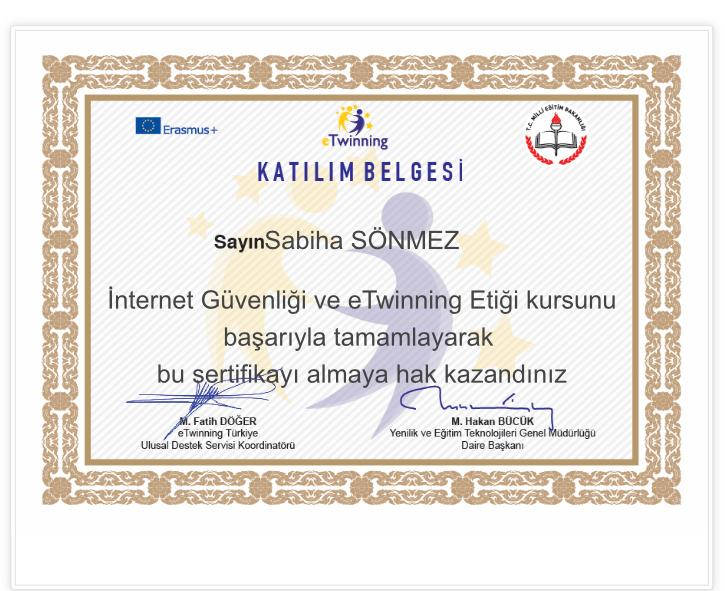 Erasmus+
eTwinning
T.C. MİLLİ EĞİTİM BAKANLIĞI
KATILIM BELGESİ
SayınSabiha SÖNMEZ
İnternet Güvenliği ve eTwinning Etiği kursunu
başarıyla tamamlayarak
bu sertifikayı almaya hak kazandınız
M. Fatih DÖĞER
eTwinning Türkiye
Ulusal Destek Servisi Koordinatörü
M. Hakan BÜCÜK
Yenilik ve Eğitim Teknolojileri Genel Müdürlüğü
Daire Başkanı